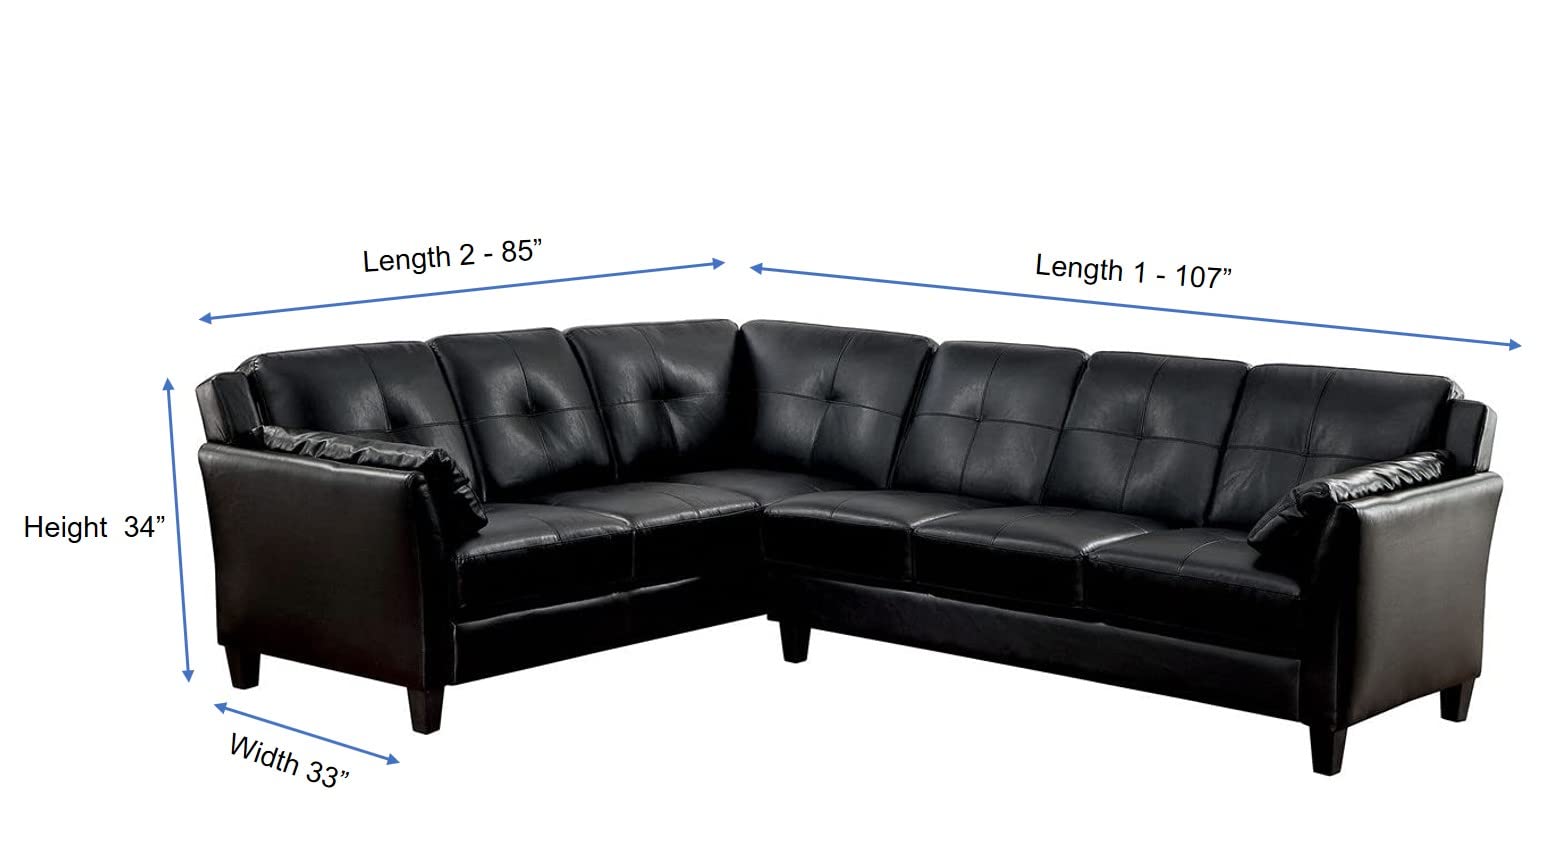 Length 2 - 85”
Length 1 - 107”
Height  34”
Width 33”